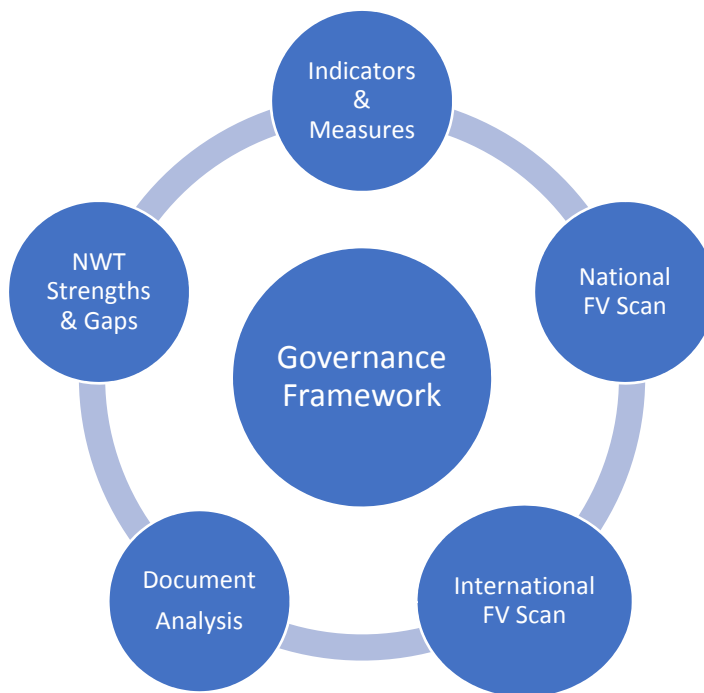 Indicators
&
Measures
National
FV Scan
International
FV Scan
Document
Analysis
NWT
Strengths
& Gaps
Governance
Framework